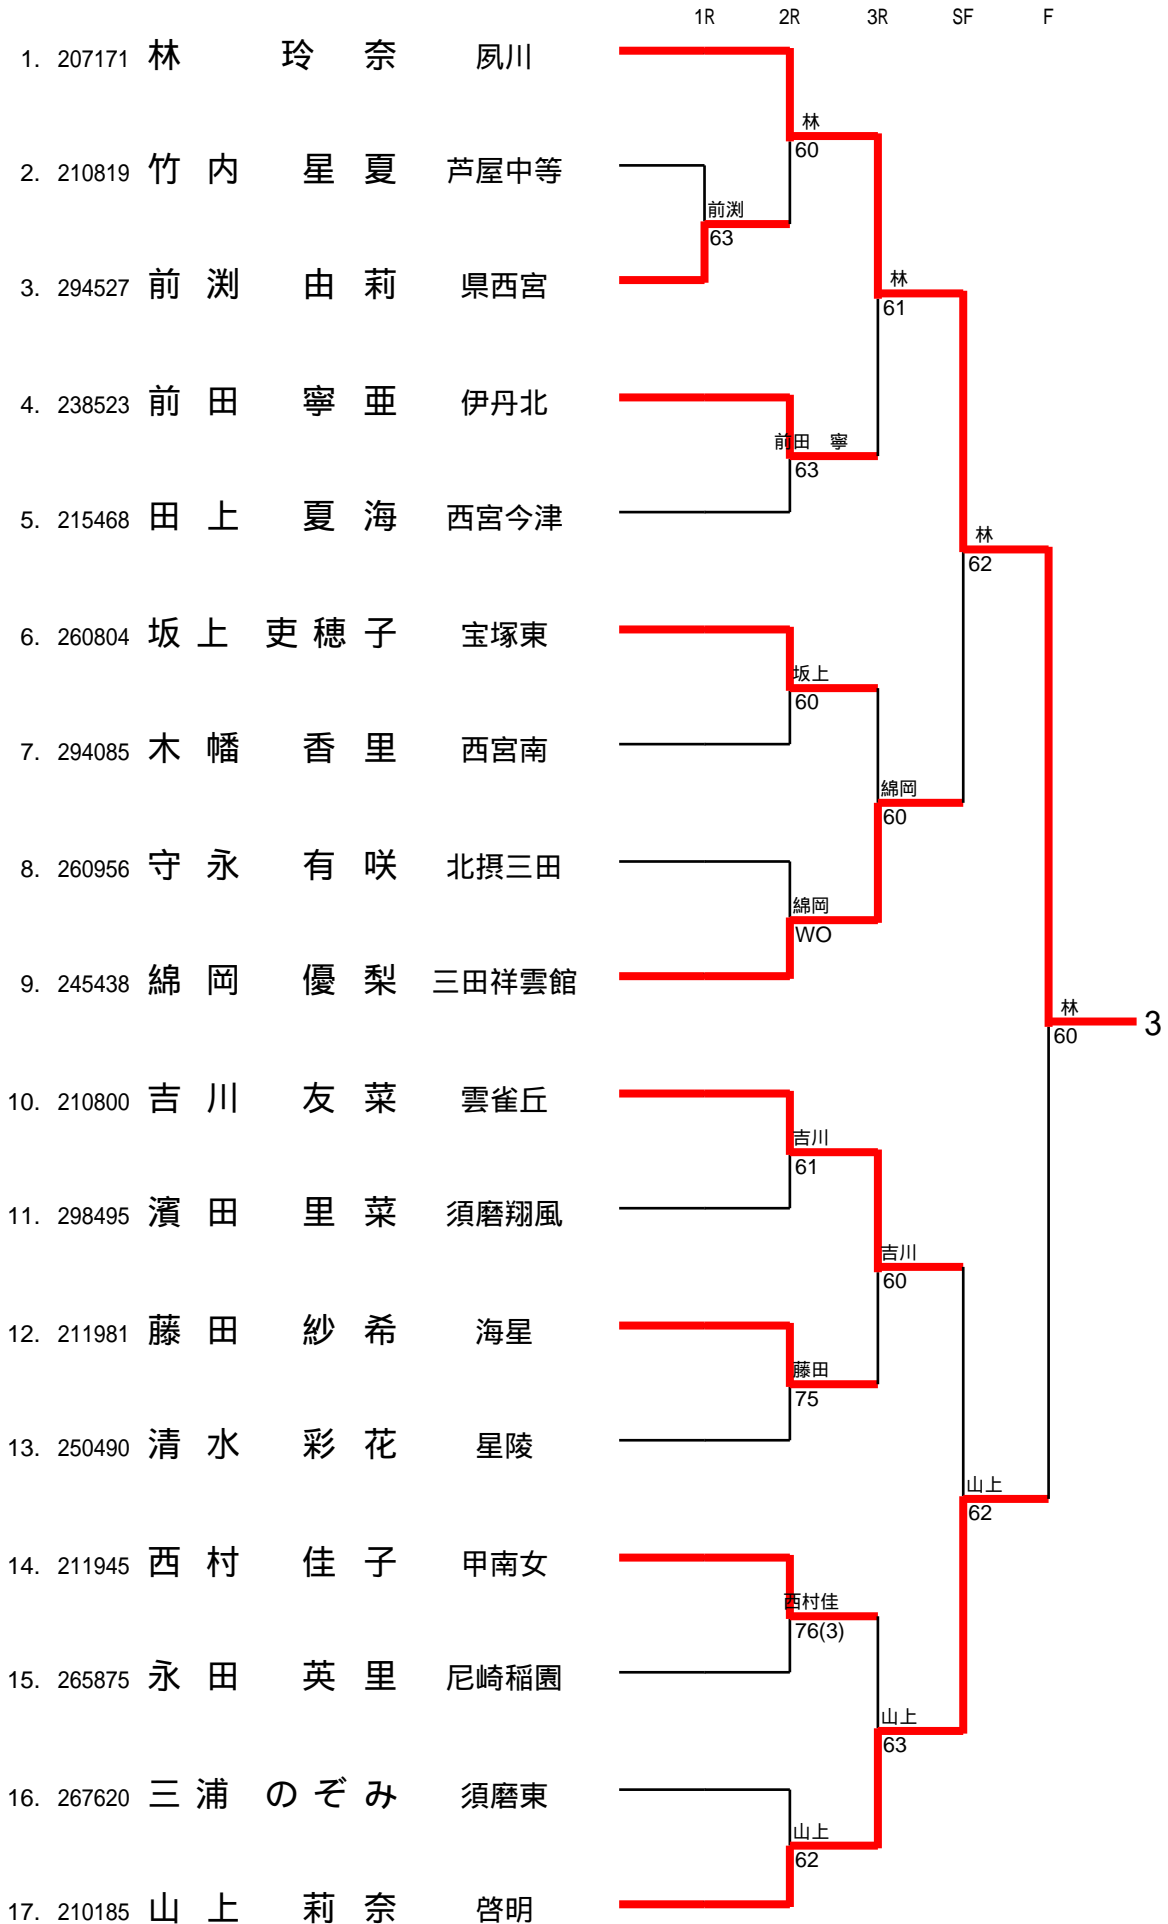 1R 2R 3R SF F
1. 207171 林 玲 奈 夙川
林
60
2. 210819 竹 内 星 夏 芦屋中等
前渕
63
3. 294527 前 渕 由 莉 県西宮
林
61
4. 238523 前 田 寧 亜 伊丹北
前田 寧
63
5. 215468 田 上 夏 海 西宮今津
林
62
6. 260804 坂 上 吏 穂 子 宝塚東
坂上
60
7. 294085 木 幡 香 里 西宮南
綿岡
60
8. 260956 守 永 有 咲 北摂三田
綿岡
WO
9. 245438 綿 岡 優 梨 三田祥雲館
林
60
3
10. 210800 吉 川 友 菜 雲雀丘
吉川
61
11. 298495 濱 田 里 菜 須磨翔風
吉川
60
12. 211981 藤 田 紗 希 海星
藤田
75
13. 250490 清 水 彩 花 星陵
山上
62
14. 211945 西 村 佳 子 甲南女
西村佳
76(3)
15. 265875 永 田 英 里 尼崎稲園
山上
63
16. 267620 三 浦 の ぞ み 須磨東
山上
62
17. 210185 山 上 莉 奈 啓明